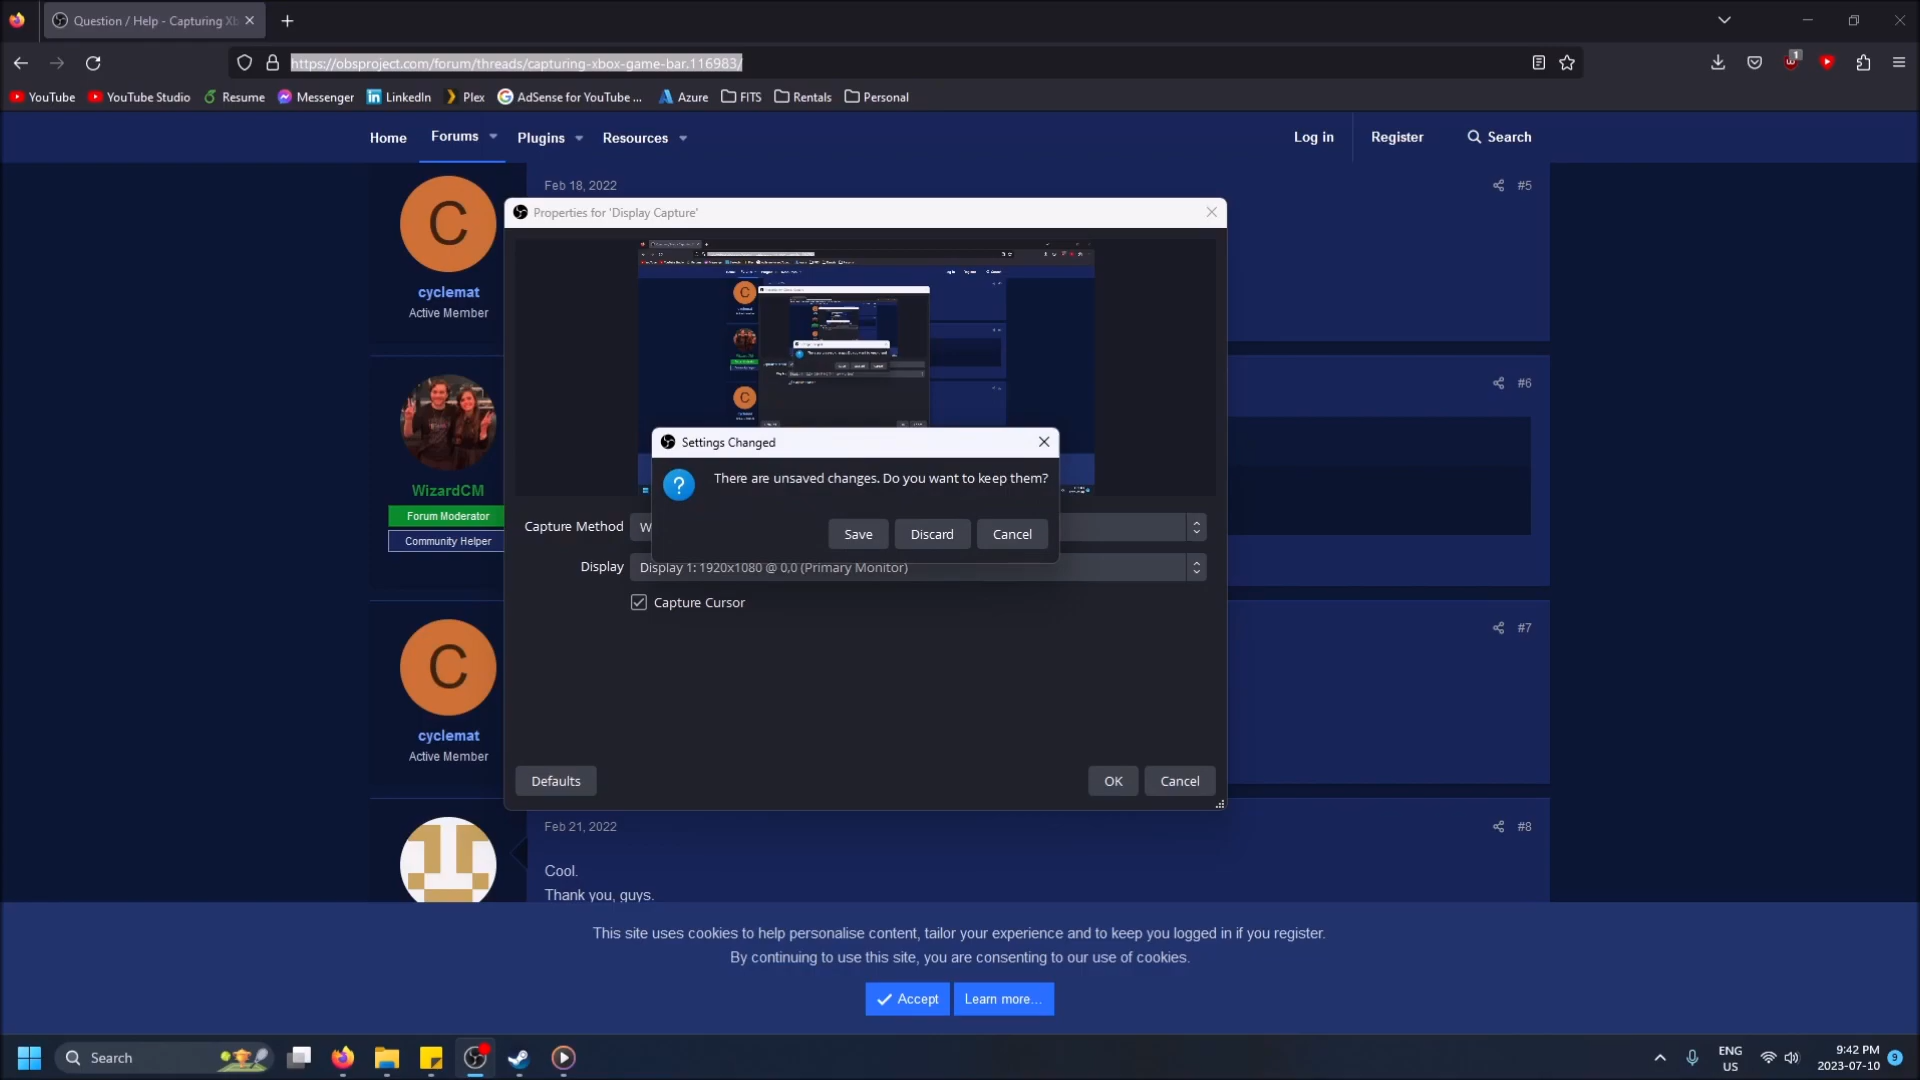 Question / Help - Capturing Xb
https://obsproject.com/forum/threads/capturing-xbox-game-bar.116983/
1
YouTube
YouTube Studio
Resume
Messenger
LinkedIn
Plex
AdSense for YouTube ...
Azure
FITS
Rentals
Personal
Home
Forums
Plugins
Resources
Log in
Register
Search
Feb 18, 2022
#5
C
cyclemat
Active Member
Properties for 'Display Capture'
#6
WizardCM
Forum Moderator
Community Helper
Settings Changed
There are unsaved changes. Do you want to keep them?
Save
Discard
Cancel
Capture Method
W
Display
Display 1: 1920x1080 @ 0,0 (Primary Monitor)
Capture Cursor
#7
C
cyclemat
Active Member
Defaults
OK
Cancel
Feb 21, 2022
#8
Cool.
Thank you, guys.
This site uses cookies to help personalise content, tailor your experience and to keep you logged in if you register.
By continuing to use this site, you are consenting to our use of cookies.
Accept
Learn more...
Search
ENG
US
9:42 PM
2023-07-10
9